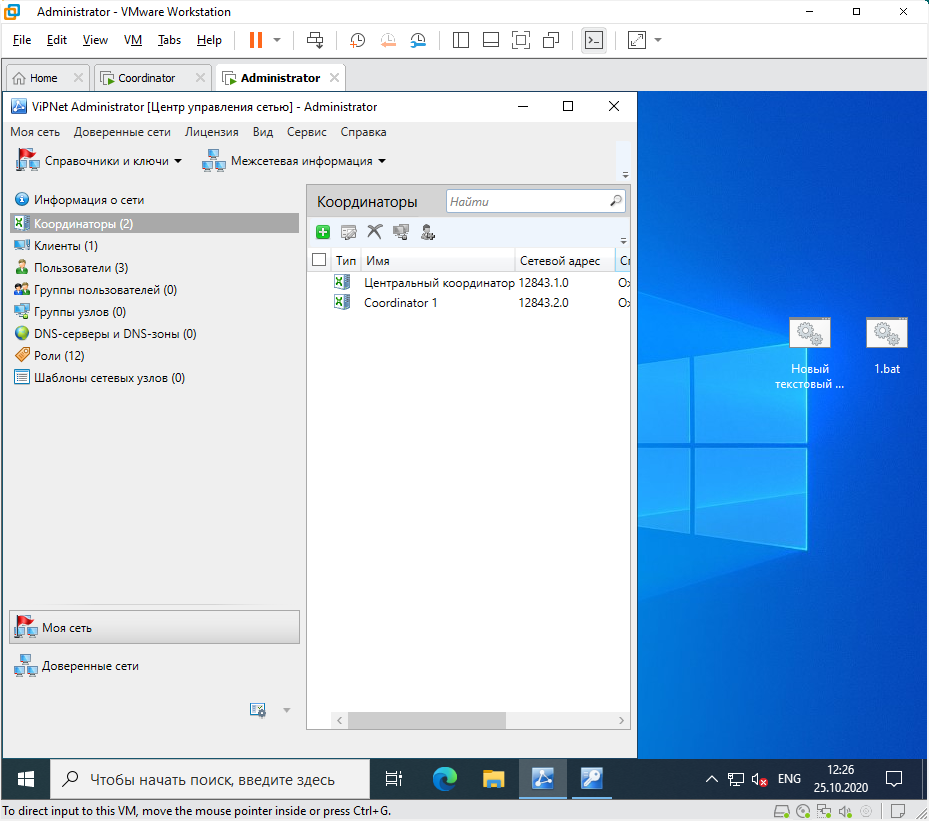 Administrator - VMware Workstation
File Edit View VM Tabs Help
Home Coordinator Administrator
ViPNet Administrator [Центр управления сетью] - Administrator
Моя сеть Доверенные сети Лицензия Вид Сервис Справка
Справочники и ключи Межсетевая информация
Информация о сети
Координаторы (2)
Клиенты (1)
Пользователи (3)
Группы пользователей (0)
Группы узлов (0)
DNS-серверы и DNS-зоны (0)
Роли (12)
Шаблоны сетевых узлов (0)
Моя сеть
Доверенные сети
Координаторы Найти
Тип Имя Сетевой адрес
Центральный координатор 12843.1.0
Coordinator 1 12843.2.0
Новый
текстовый ...
1.bat
Чтобы начать поиск, введите здесь
ENG
12:26
25.10.2020
To direct input to this VM, move the mouse pointer inside or press Ctrl+G.